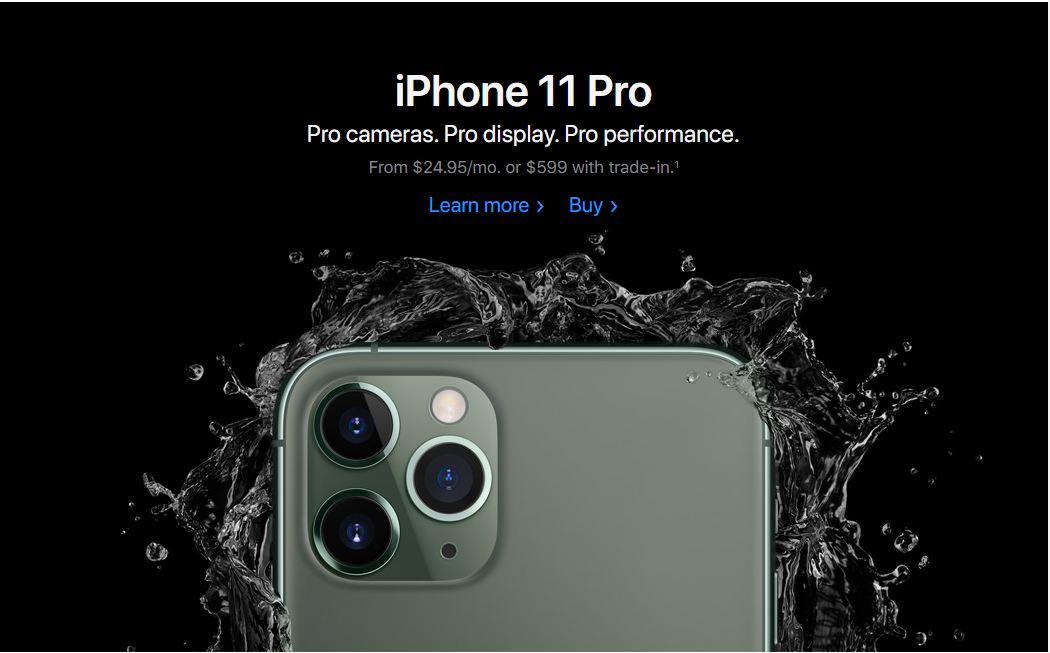 iPhone 11 Pro
Pro cameras. Pro display. Pro performance.
From $24.95/mo. or $599 with trade-in.¹
Learn more › Buy ›